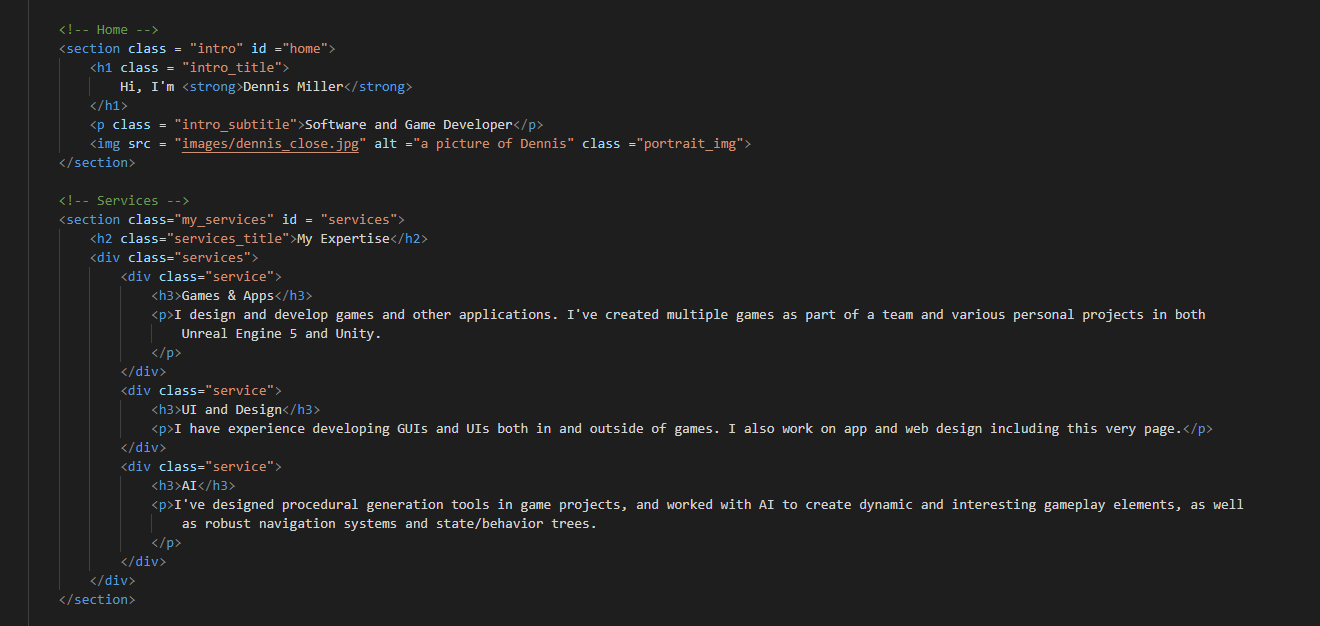 <!-- Home -->
<section class = "intro" id ="home">
<h1 class = "intro_title">
Hi, I'm <strong>Dennis Miller</strong>
</h1>
<p class = "intro_subtitle">Software and Game Developer</p>
<img src = "images/dennis_close.jpg" alt ="a picture of Dennis" class ="portrait_img">
</section>
<!-- Services -->
<section class="my_services" id = "services">
<h2 class="services_title">My Expertise</h2>
<div class="services">
<div class="service">
<h3>Games & Apps</h3>
<p>I design and develop games and other applications. I've created multiple games as part of a team and various personal projects in both
Unreal Engine 5 and Unity.
</p>
</div>
<div class="service">
<h3>UI and Design</h3>
<p>I have experience developing GUIs and UIs both in and outside of games. I also work on app and web design including this very page.</p>
</div>
<div class="service">
<h3>AI</h3>
<p>I've designed procedural generation tools in game projects, and worked with AI to create dynamic and interesting gameplay elements, as well
as robust navigation systems and state/behavior trees.
</p>
</div>
</div>
</section>